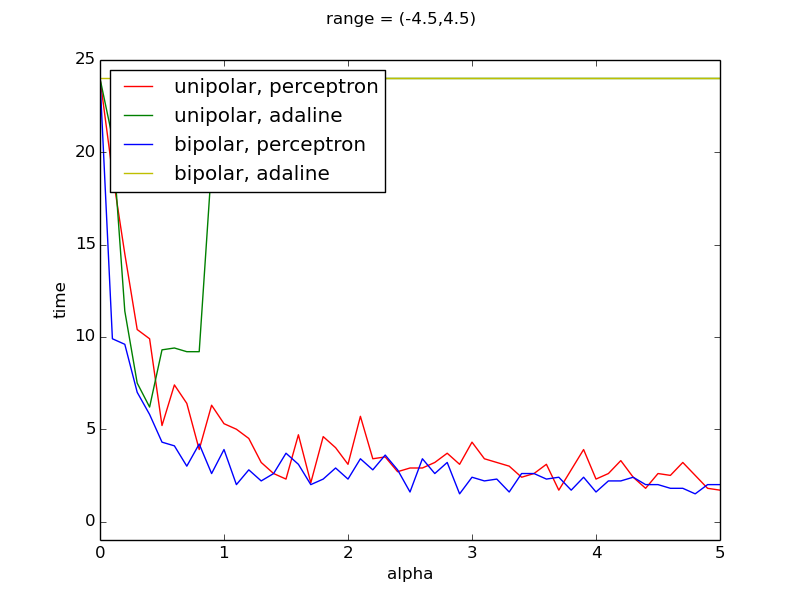 range = (-4.5,4.5)
25
20
15
10
5
0
time
unipolar, perceptron
unipolar, adaline
bipolar, perceptron
bipolar, adaline
0 1 2 3 4 5
alpha